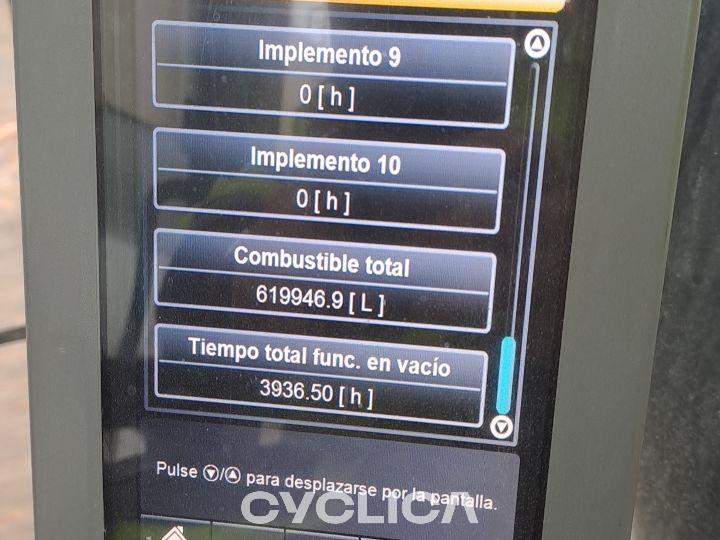 Implemento 9
0 [ h ]
Implemento 10
0 [ h ]
Combustible total
619946.9 [ L ]
Tiempo total func. en vacío
3936.50 [ h ]
Pulse ▼/▲ para desplazarse por la pantalla.
CYCLICA